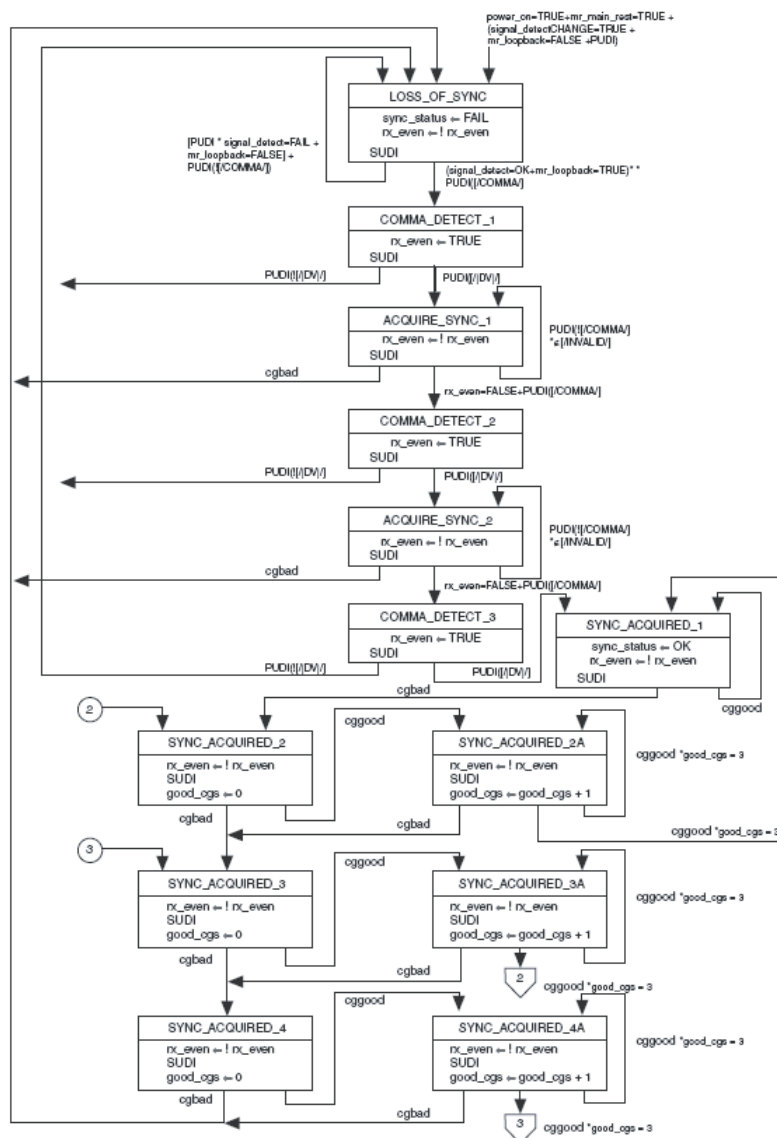 power_on=TRUE+mr_main_rest=TRUE +
(signal_detectCHANGE=TRUE +
mr_loopback=FALSE +PUDI)
LOSS_OF_SYNC
sync_status ⇐ FAIL
rx_even ⇐ ! rx_even
SUDI
[PUDI * signal_detect=FAIL +
mr_loopback=FALSE] +
PUDI(![/COMMA/])
(signal_detect=OK+mr_loopback=TRUE)* *
PUDI([/COMMA/]
COMMA_DETECT_1
rx_even ⇐ TRUE
SUDI
PUDI(![/|DV|/]
PUDI([/|DV|/]
ACQUIRE_SYNC_1
rx_even ⇐ ! rx_even
SUDI
PUDI(![/COMMA/]
*∉[/INVALID/]
cgbad
rx_even=FALSE+PUDI([/COMMA/]
COMMA_DETECT_2
rx_even ⇐ TRUE
SUDI
PUDI(![/|DV|/]
PUDI([/|DV|/]
ACQUIRE_SYNC_2
rx_even ⇐ ! rx_even
SUDI
PUDI(![/COMMA/]
*∉[/INVALID/]
cgbad
rx_even=FALSE+PUDI([/COMMA/]
COMMA_DETECT_3
rx_even ⇐ TRUE
SUDI
PUDI(![/|DV|/]
PUDI([/|DV|/]
SYNC_ACQUIRED_1
sync_status ⇐ OK
rx_even ⇐ ! rx_even
SUDI
cgbad
cggood
2
SYNC_ACQUIRED_2
rx_even ⇐ ! rx_even
SUDI
good_cgs ⇐ 0
cggood
SYNC_ACQUIRED_2A
rx_even ⇐ ! rx_even
SUDI
good_cgs ⇐ good_cgs + 1
cggood *good_cgs = 3
cgbad
cgbad
cggood *good_cgs = 3
3
SYNC_ACQUIRED_3
rx_even ⇐ ! rx_even
SUDI
good_cgs ⇐ 0
cggood
SYNC_ACQUIRED_3A
rx_even ⇐ ! rx_even
SUDI
good_cgs ⇐ good_cgs + 1
cggood *good_cgs = 3
cgbad
cgbad
2
cggood *good_cgs = 3
SYNC_ACQUIRED_4
rx_even ⇐ ! rx_even
SUDI
good_cgs ⇐ 0
cggood
SYNC_ACQUIRED_4A
rx_even ⇐ ! rx_even
SUDI
good_cgs ⇐ good_cgs + 1
cggood *good_cgs = 3
cgbad
cgbad
3
cggood *good_cgs = 3